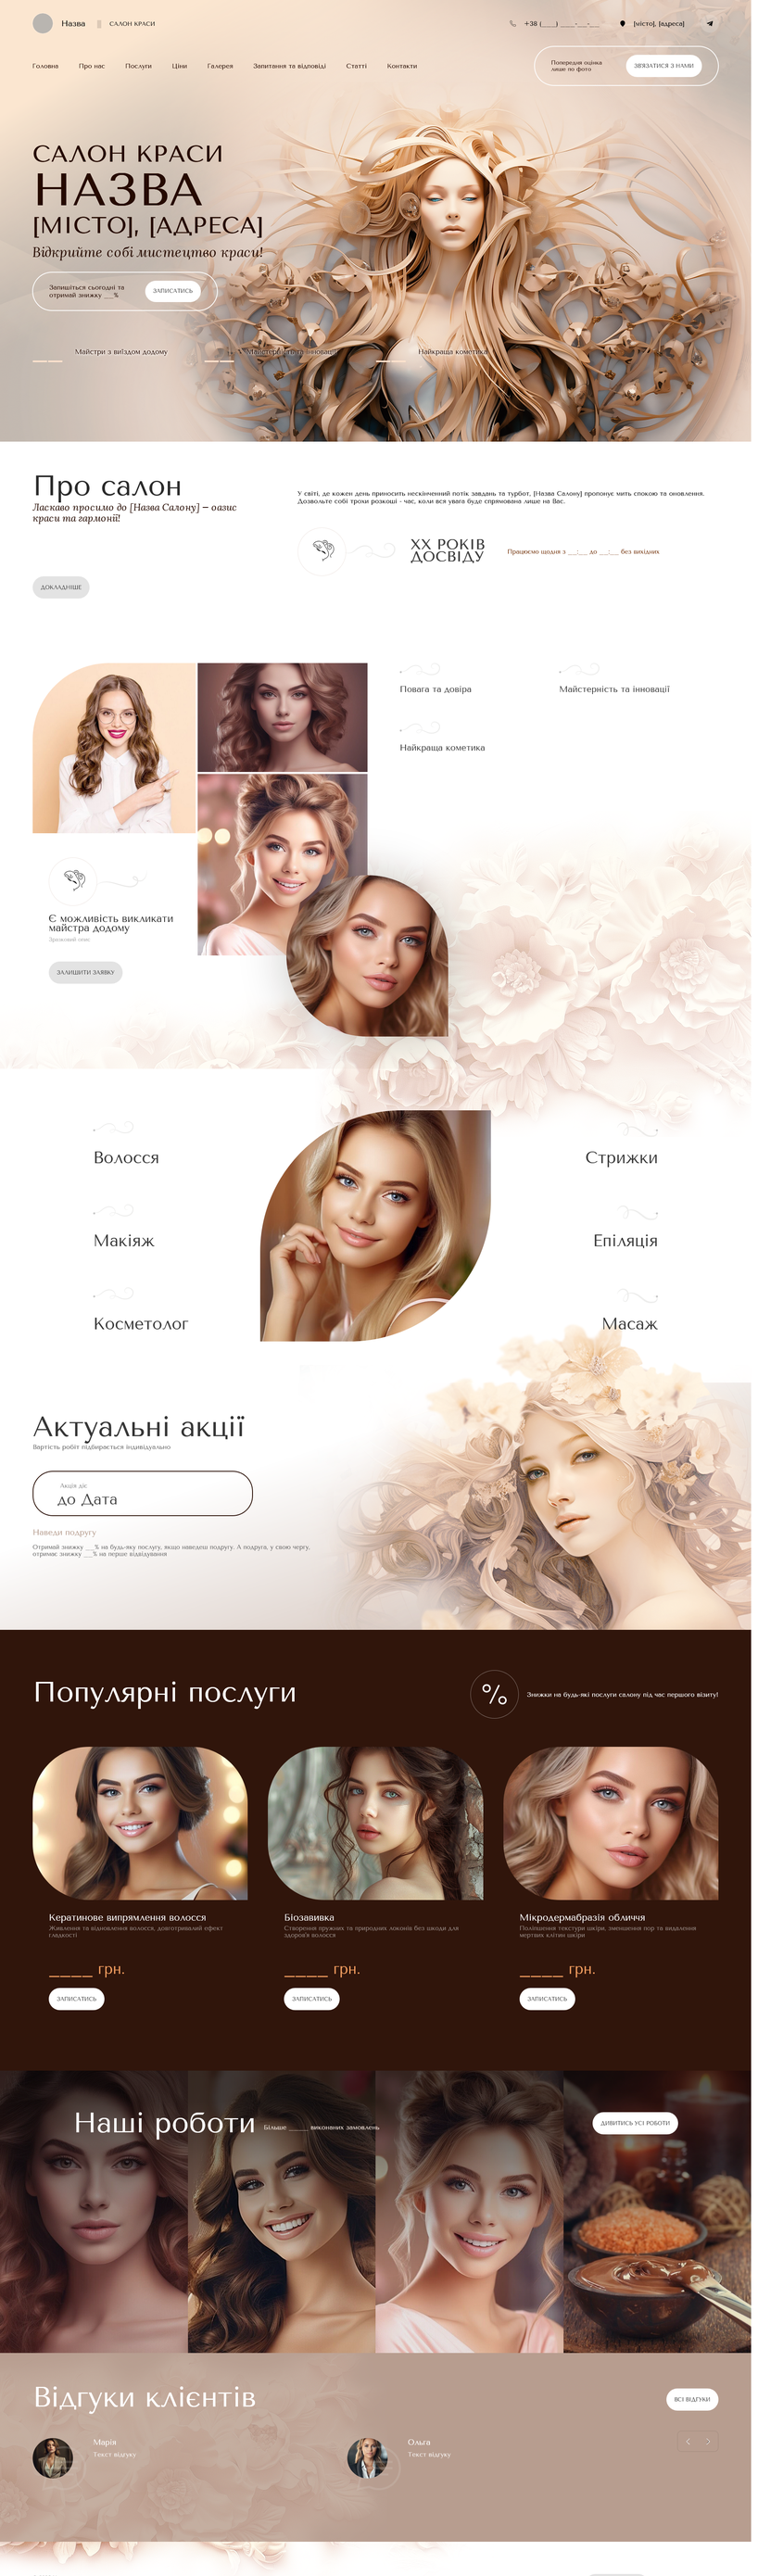 Назва
САЛОН КРАСИ
+38 (____) ____-__-__
[місто], [адреса]
Головна
Про нас
Послуги
Ціни
Галерея
Запитання та відповіді
Статті
Контакти
Попередня оцінка
лише по фото
ЗВ'ЯЗАТИСЯ З НАМИ
САЛОН КРАСИ
НАЗВА
[МІСТО], [АДРЕСА]
Відкрийте собі мистецтво краси!
Запишіться сьогодні та
отримай знижку ___%
ЗАПИСАТИСЬ
Майстри з виїздом додому
Майстерність та інновації
Найкраща кометика
Про салон
Ласкаво просимо до [Назва Салону] – оазис
краси та гармонії!
У світі, де кожен день приносить нескінченний потік завдань та турбот, [Назва Салону] пропонує мить спокою та оновлення.
Дозвольте собі трохи розкоші - час, коли вся увага буде спрямована лише на Вас.
XX РОКІВ
ДОСВІДУ
Працюємо щодня з __:__ до __:__ без вихідних
ДОКЛАДНІШЕ
Повага та довіра
Майстерність та інновації
Найкраща кометика
Є можливість викликати
майстра додому
Зразковий опис
ЗАЛИШИТИ ЗАЯВКУ
Волосся
Стрижки
Макіяж
Епіляція
Косметолог
Масаж
Актуальні акції
Вартість робіт підбирається індивідуально
Акція діє
до Дата
Наведи подругу
Отримай знижку ___% на будь-яку послугу, якщо наведеш подругу. А подруга, у свою чергу,
отримає знижку ___% на перше відвідування
Популярні послуги
%
Знижки на будь-які послуги салону під час першого візиту!
Кератинове випрямлення волосся
Живлення та відновлення волосся, довготривалий ефект
гладкості
____ грн.
ЗАПИСАТИСЬ
Біозавивка
Створення пружних та природних локонів без шкоди для
здоров'я волосся
____ грн.
ЗАПИСАТИСЬ
Мікродермабразія обличчя
Поліпшення текстури шкіри, зменшення пор та видалення
мертвих клітин шкіри
____ грн.
ЗАПИСАТИСЬ
Наші роботи
Більше _____ виконаних замовлень
ДИВИТИСЬ УСІ РОБОТИ
Відгуки клієнтів
ВСІ ВІДГУКИ
Марія
Текст відгуку
Ольга
Текст відгуку